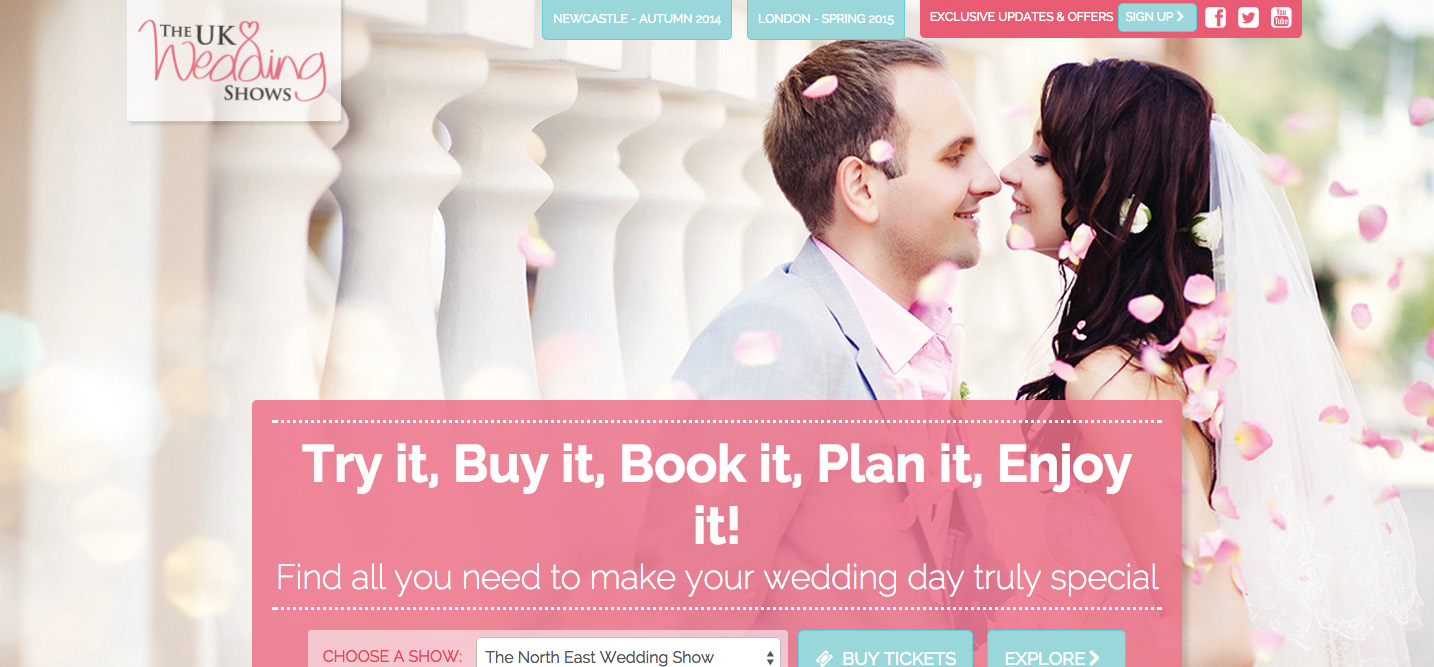 THE UK
Wedding
SHOWS
NEWCASTLE - AUTUMN 2014
LONDON - SPRING 2015
EXCLUSIVE UPDATES & OFFERS
SIGN UP
You
Tube
Try it, Buy it, Book it, Plan it, Enjoy
it!
Find all you need to make your wedding day truly special
CHOOSE A SHOW:
The North East Wedding Show
BUY TICKETS
EXPLORE